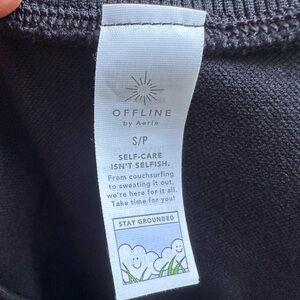 OFFLINE
by Aerie
S/P
SELF-CARE
ISN'T SELFISH.
From couchsurfing
to sweating it out,
we're here for it all.
Take time for you!
STAY GROUNDED